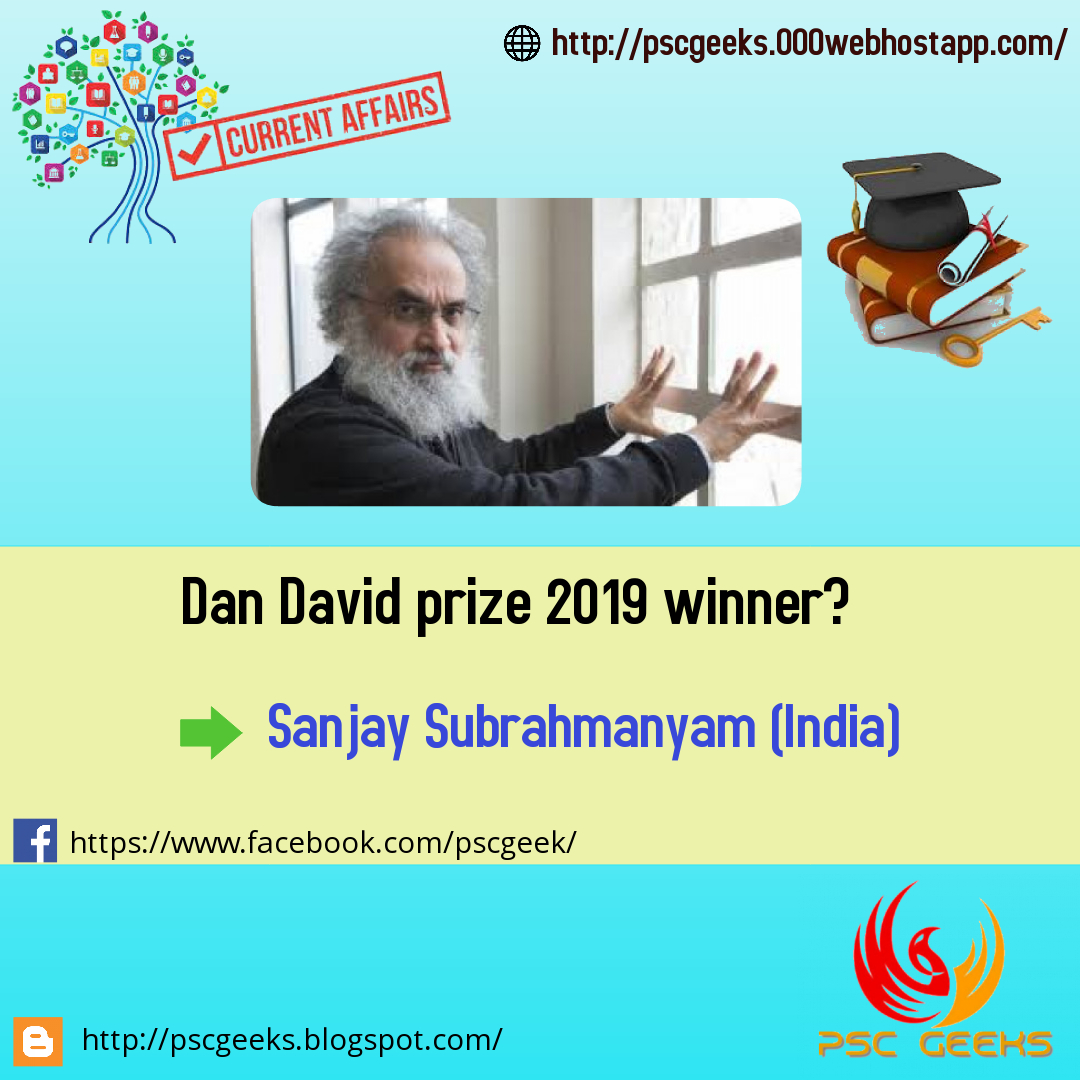 http://pscgeeks.000webhostapp.com/
CURRENT AFFAIRS
Dan David prize 2019 winner?
Sanjay Subrahmanyam (India)
https://www.facebook.com/pscgeek/
PSC GEEKS
http://pscgeeks.blogspot.com/